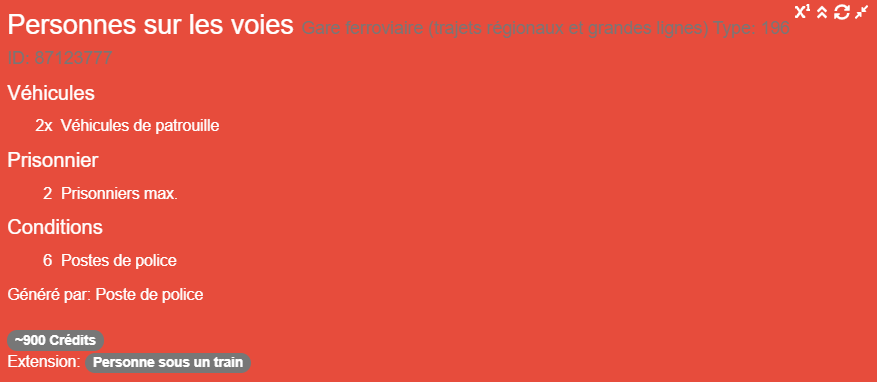 Personnes sur les voies Gare ferroviaire (trajets régionaux et grandes lignes) Type: 196
ID: 87123777
Véhicules
2x Véhicules de patrouille
Prisonnier
2 Prisonniers max.
Conditions
6 Postes de police
Généré par: Poste de police
~900 Crédits
Extension: Personne sous un train